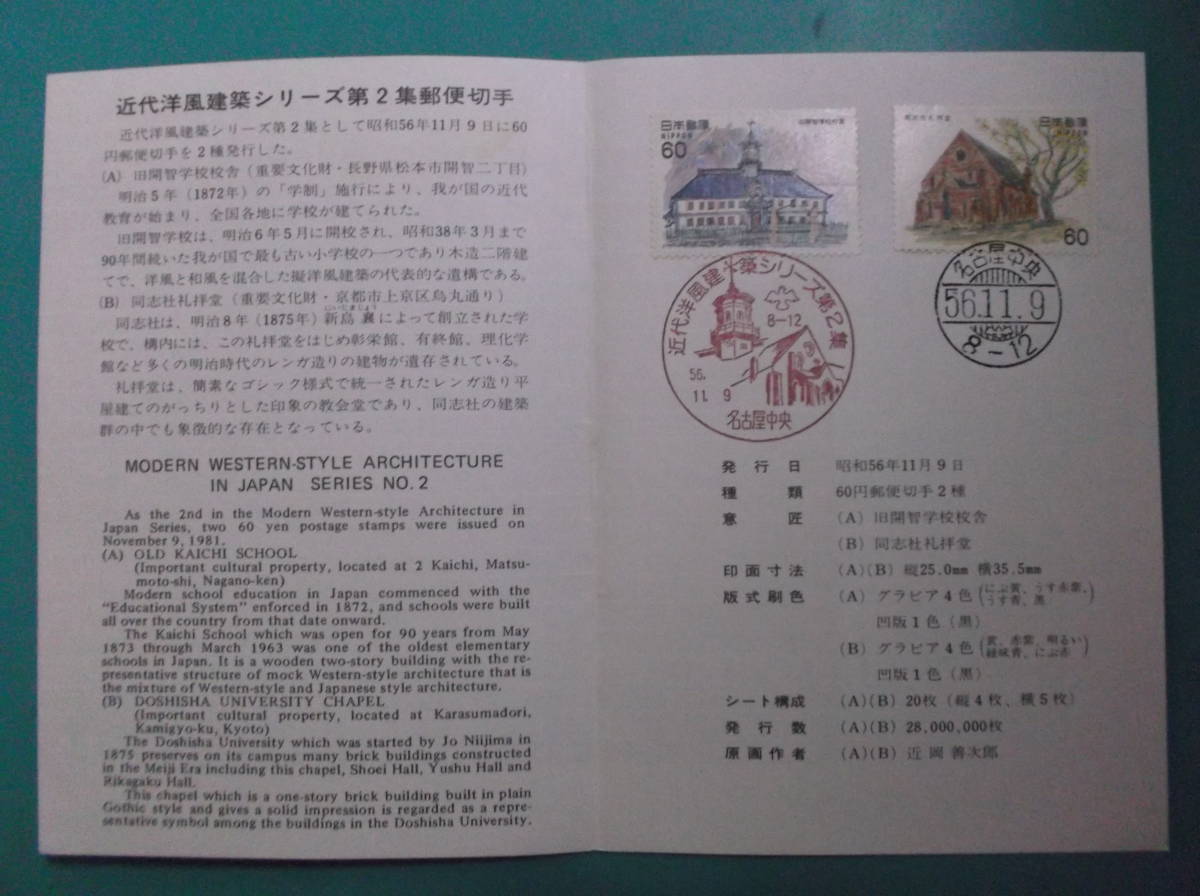 近代洋風建築シリーズ第2集郵便切手
近代洋風建築シリーズ第2集として昭和56年11月9日に60
円郵便切手を2種発行した。
(A) 旧開智学校校舎(重要文化財・長野県松本市開智二丁目)
明治5年(1872年)の「学制」施行により、我が国の近代
教育が始まり、全国各地に学校が建てられた。
旧開智学校は、明治6年5月に開校され、昭和38年3月まで
90年間続いた我が国で最も古い小学校の一つであり木造二階建
てで、洋風と和風を混合した擬洋風建築の代表的な遺構である。
(B) 同志社礼拝堂(重要文化財・京都市上京区烏丸通り)
同志社は、明治8年(1875年)新島襄によって創立された学
校で、構内には、この礼拝堂をはじめ彰栄館、有終館、理化学
館など多くの明治時代のレンガ造りの建物が遺存されている。
礼拝堂は、簡素なゴシック様式で統一されたレンガ造り平
屋建てのがっちりとした印象の教会堂であり、同志社の建築
群の中でも象徴的な存在となっている。
MODERN WESTERN-STYLE ARCHITECTURE
IN JAPAN SERIES NO.2
As the 2nd in the Modern Western-style Architecture in
Japan Series, two 60 yen postage stamps were issued on
November 9, 1981.
(A) OLD KAICHI SCHOOL
(Important cultural property, located at 2 Kaichi, Matsu-
moto-shi, Nagano-ken)
Modern school education in Japan commenced with the
"Educational System" enforced in 1872, and schools were built
all over the country from that date onward.
The Kaichi School which was open for 90 years from May
1873 through March 1963 was one of the oldest elementary
schools in Japan. It is a wooden two-story building with the re-
presentative structure of mock Western-style architecture that is
the mixture of Western-style and Japanese style architecture.
(B) DOSHISHA UNIVERSITY CHAPEL
(Important cultural property, located at Karasumadori,
Kamigyo-ku, Kyoto)
The Doshisha University which was started by Jo Niijima in
1875 preserves on its campus many brick buildings constructed
in the Meiji Era including this chapel, Shoei Hall, Yushu Hall and
Rikagaku Hall.
This chapel which is a one-story brick building built in plain
Gothic style and gives a solid impression is regarded as a repre-
sentative symbol among the buildings in the Doshisha University.
日本郵便
NIPPON
60
旧開智学校校舎
日本郵便
NIPPON
60
近代洋風建築シリーズ第2集
8-12
56.
11. 9
名古屋中央
名古屋中央
56.11.9
8-12
発行日 昭和56年11月9日
種類 60円郵便切手2種
意匠 (A) 旧開智学校校舎
(B) 同志社礼拝堂
印面寸法 (A)(B) 縦25.0mm 横35.5mm
版式刷色 (A) グラビア4色(にぶ黄、うす赤紫、
うす青、黒)
凹版1色(黒)
(B) グラビア4色(黄、赤紫、明るい
緑味青、にぶ赤)
凹版1色(黒)
シート構成 (A)(B) 20枚(縦4枚、横5枚)
発行数 (A)(B) 28,000,000枚
原画作者 (A)(B) 近岡善次郎